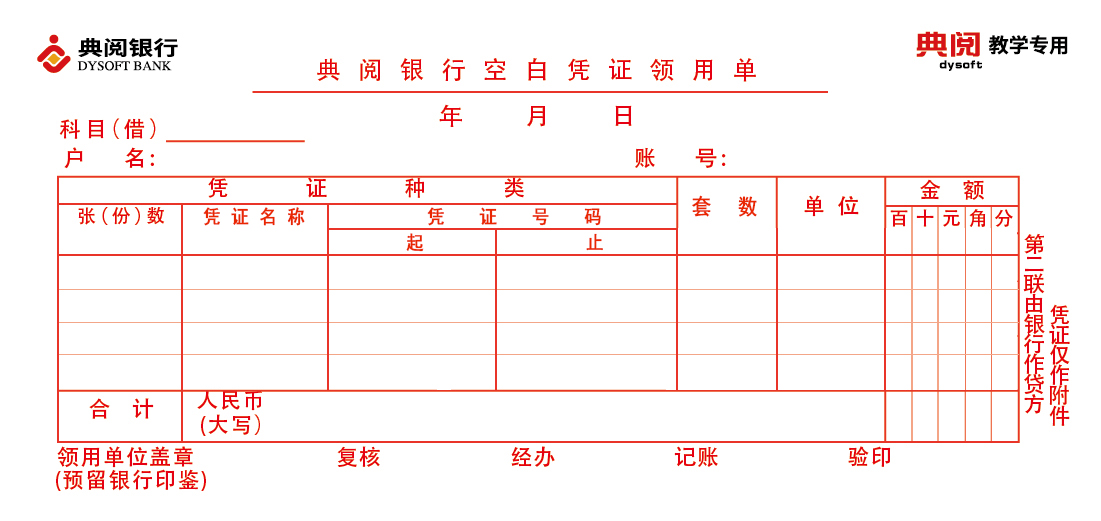 典阅银行
DYSOFT BANK
典阅 教学专用
dysoft
典阅银行空白凭证领用单
年 月 日
科目(借)
户 名: 账 号:
凭 证 种 类 套 数 单 位 金 额
张(份)数 凭证名称 凭 证 号 码 百 十 元 角 分
起 止
合 计 人民币
(大写)
第二联由银行作贷方
凭证仅作附件
领用单位盖章 复核 经办 记账 验印
(预留银行印鉴)